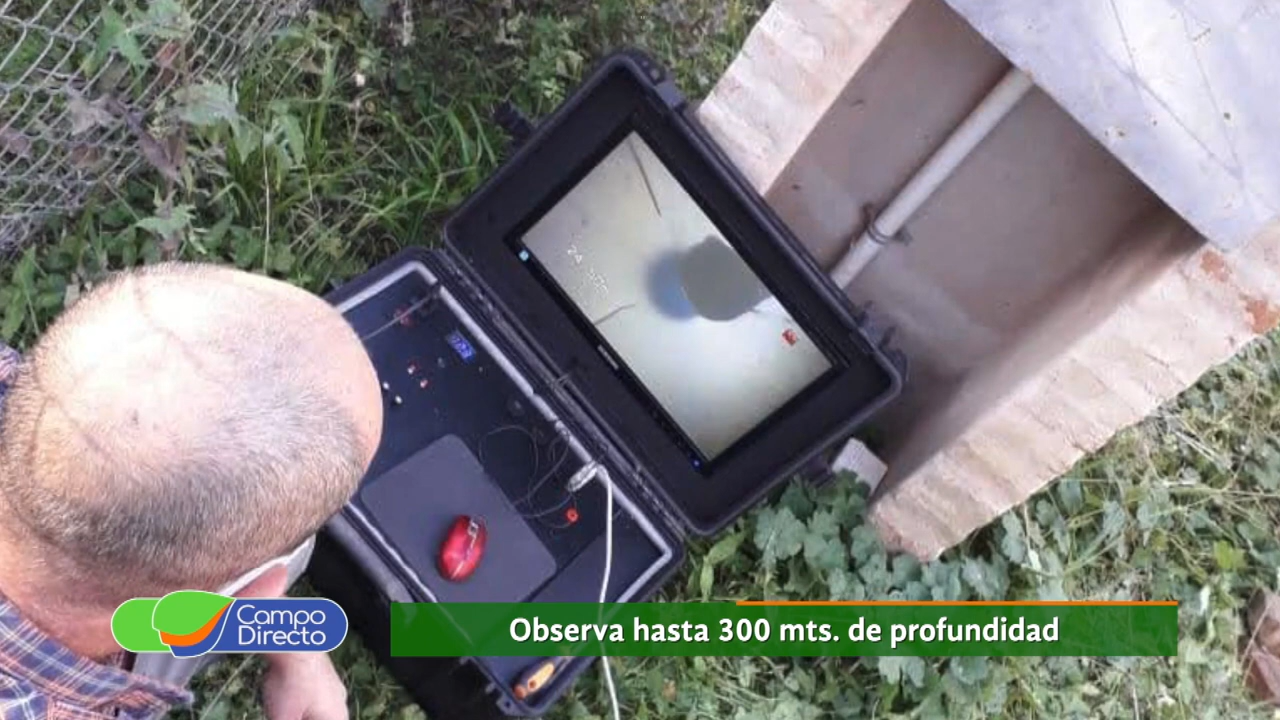 Campo
Directo
Observa hasta 300 mts. de profundidad